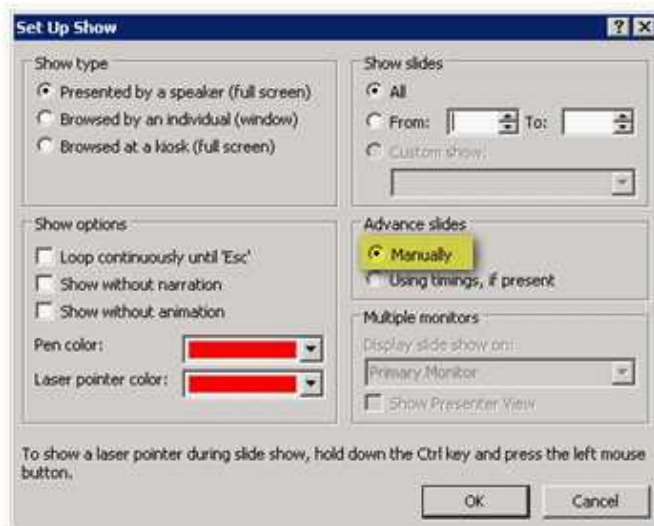 Set Up Show
Show type
Presented by a speaker (full screen)
Browsed by an individual (window)
Browsed at a kiosk (full screen)
Show slides
All
From: To:
Custom show:
Show options
Loop continuously until 'Esc'
Show without narration
Show without animation
Pen color:
Laser pointer color:
Advance slides
Manually
Using timings, if present
Multiple monitors
Display slide show on:
Primary Monitor
Show Presenter View
To show a laser pointer during slide show, hold down the Ctrl key and press the left mouse
button.
OK Cancel